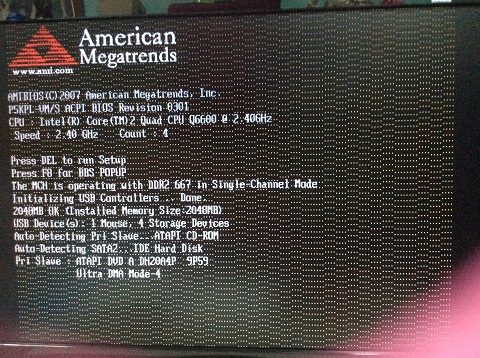 American
Megatrends
www.ami.com
AMIBIOS(C)2007 American Megatrends, Inc.
P5KPL-VM/S ACPI BIOS Revision 0301
CPU : Intel(R) Core(TM)2 Quad CPU Q6600 @ 2.40GHz
Speed : 2.40 GHz Count : 4
Press DEL to run Setup
Press F8 for BBS POPUP
The MCH is operating with DDR2 667 in Single-Channel Mode
Initializing USB Controllers .. Done.
2048MB OK (Installed Memory Size:2048MB)
USB Device(s): 1 Mouse, 4 Storage Devices
Auto-Detecting Pri Slave...ATAPI CD-ROM
Auto-Detecting SATA2...IDE Hard Disk
Pri Slave : ATAPI DVD A DH20A4P 9P59
Ultra DMA Mode-4